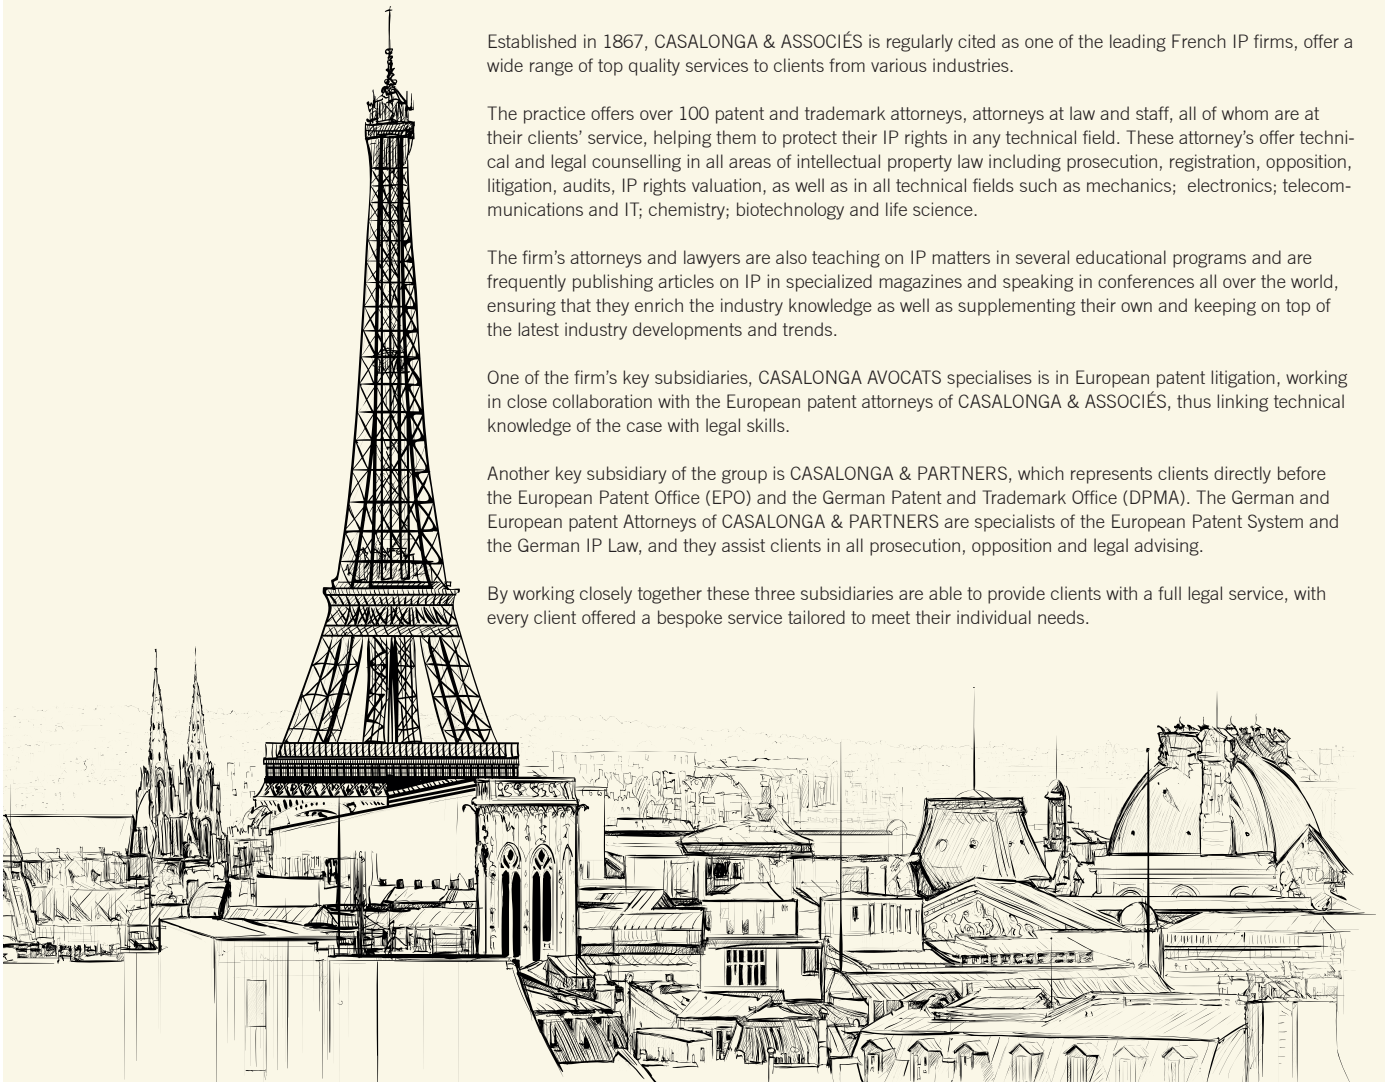 Established in 1867, CASALONGA & ASSOCIÉS is regularly cited as one of the leading French IP firms, offer a
wide range of top quality services to clients from various industries.
The practice offers over 100 patent and trademark attorneys, attorneys at law and staff, all of whom are at
their clients’ service, helping them to protect their IP rights in any technical field. These attorney’s offer techni-
cal and legal counselling in all areas of intellectual property law including prosecution, registration, opposition,
litigation, audits, IP rights valuation, as well as in all technical fields such as mechanics;  electronics; telecom-
munications and IT; chemistry; biotechnology and life science.
The firm’s attorneys and lawyers are also teaching on IP matters in several educational programs and are
frequently publishing articles on IP in specialized magazines and speaking in conferences all over the world,
ensuring that they enrich the industry knowledge as well as supplementing their own and keeping on top of
the latest industry developments and trends.
One of the firm’s key subsidiaries, CASALONGA AVOCATS specialises is in European patent litigation, working
in close collaboration with the European patent attorneys of CASALONGA & ASSOCIÉS, thus linking technical
knowledge of the case with legal skills.
Another key subsidiary of the group is CASALONGA & PARTNERS, which represents clients directly before
the European Patent Office (EPO) and the German Patent and Trademark Office (DPMA). The German and
European patent Attorneys of CASALONGA & PARTNERS are specialists of the European Patent System and
the German IP Law, and they assist clients in all prosecution, opposition and legal advising.
By working closely together these three subsidiaries are able to provide clients with a full legal service, with
every client offered a bespoke service tailored to meet their individual needs.